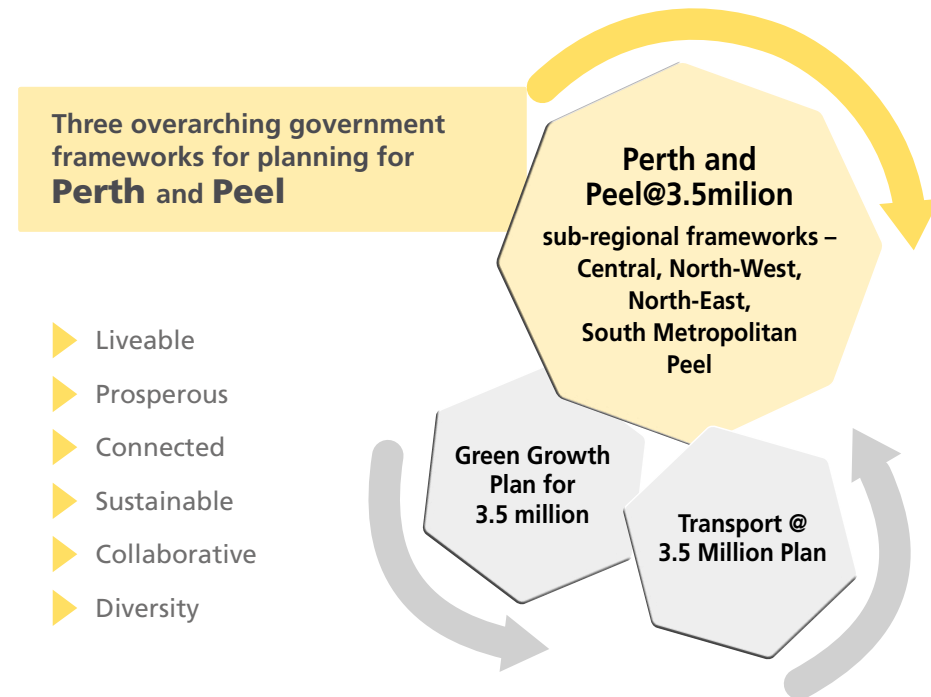 Three overarching government
frameworks for planning for
Perth and Peel
Perth and
Peel@3.5milion
sub-regional frameworks –
Central, North-West,
North-East,
South Metropolitan
Peel
Liveable
Prosperous
Connected
Sustainable
Collaborative
Diversity
Green Growth
Plan for
3.5 million
Transport @
3.5 Million Plan